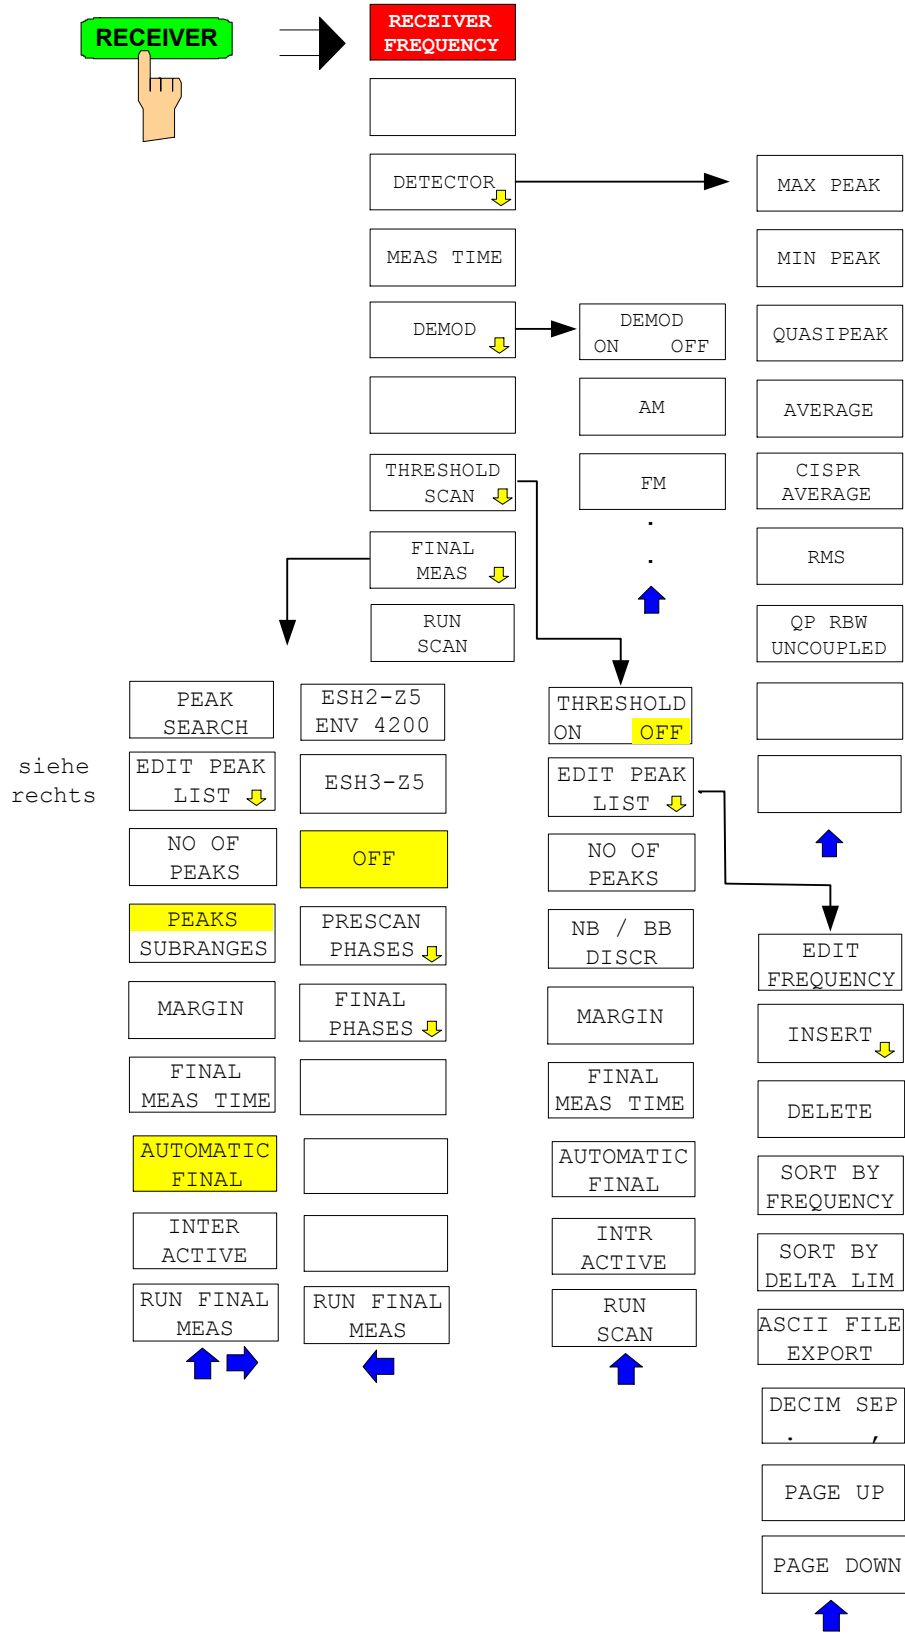 RECEIVER
RECEIVER
FREQUENCY
DETECTOR
MEAS TIME
DEMOD
THRESHOLD
SCAN
FINAL
MEAS
RUN
SCAN
DEMOD
ON OFF
AM
FM
.
.
MAX PEAK
MIN PEAK
QUASIPEAK
AVERAGE
CISPR
AVERAGE
RMS
QP RBW
UNCOUPLED
siehe
rechts
PEAK
SEARCH
EDIT PEAK
LIST
NO OF
PEAKS
PEAKS
SUBRANGES
MARGIN
FINAL
MEAS TIME
AUTOMATIC
FINAL
INTER
ACTIVE
RUN FINAL
MEAS
ESH2-Z5
ENV 4200
ESH3-Z5
OFF
PRESCAN
PHASES
FINAL
PHASES
RUN FINAL
MEAS
THRESHOLD
ON OFF
EDIT PEAK
LIST
NO OF
PEAKS
NB / BB
DISCR
MARGIN
FINAL
MEAS TIME
AUTOMATIC
FINAL
INTR
ACTIVE
RUN
SCAN
EDIT
FREQUENCY
INSERT
DELETE
SORT BY
FREQUENCY
SORT BY
DELTA LIM
ASCII FILE
EXPORT
DECIM SEP
. ,
PAGE UP
PAGE DOWN